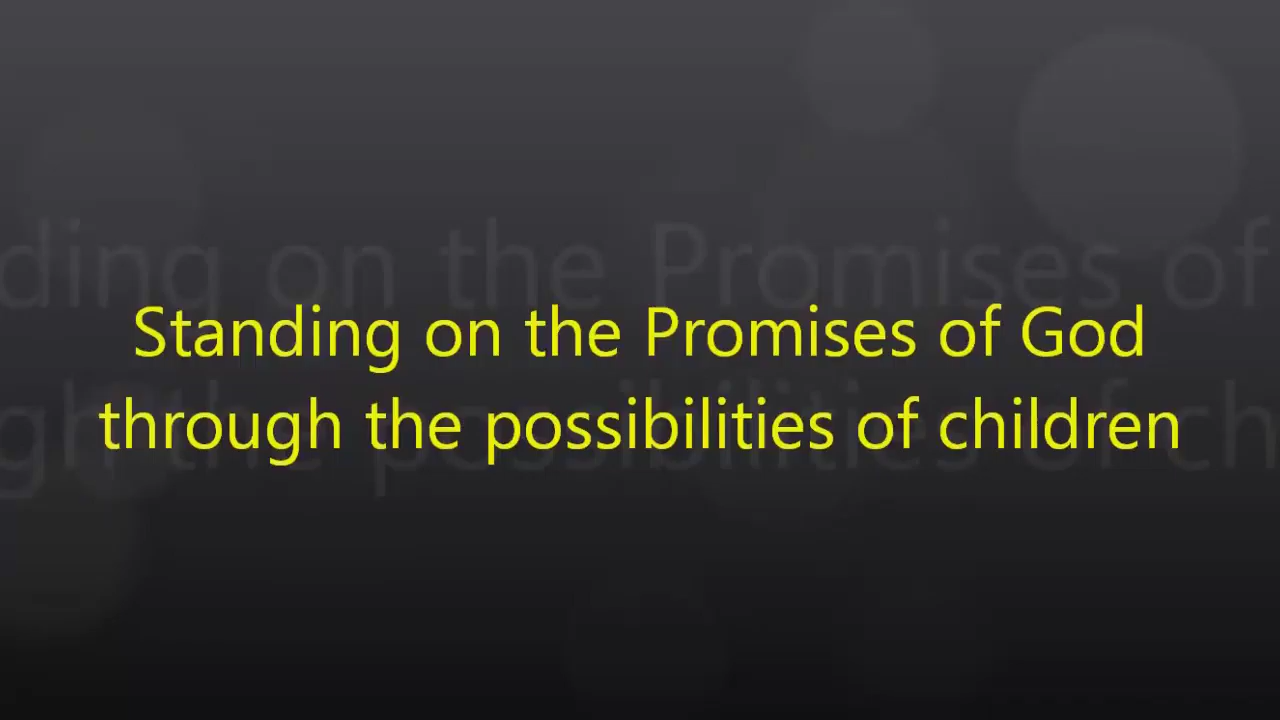 Standing on the Promises of God
through the possibilities of children